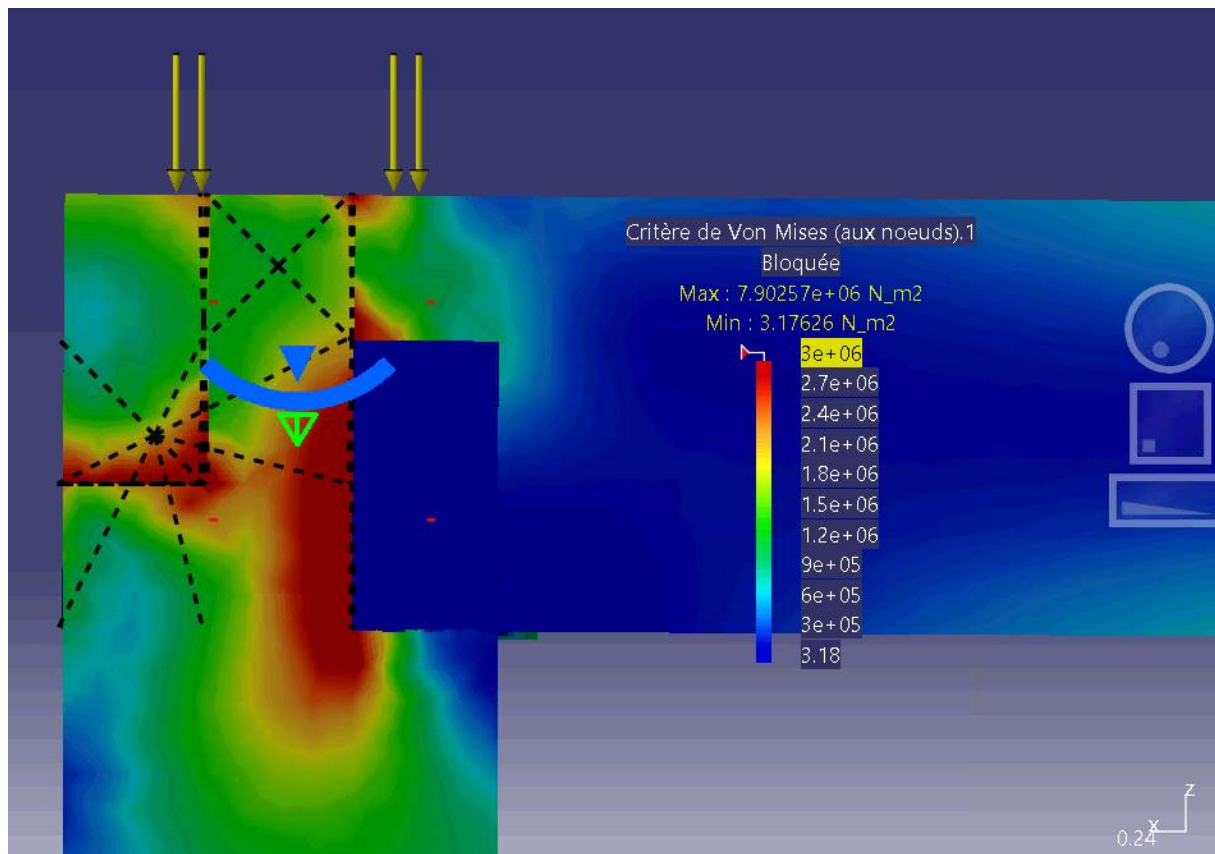 Critère de Von Mises (aux noeuds).1
Bloquée
Max : 7.90257e+06 N_m2
Min : 3.17626 N_m2
3e+06
2.7e+06
2.4e+06
2.1e+06
1.8e+06
1.5e+06
1.2e+06
9e+05
6e+05
3e+05
3.18
z
x
0.24